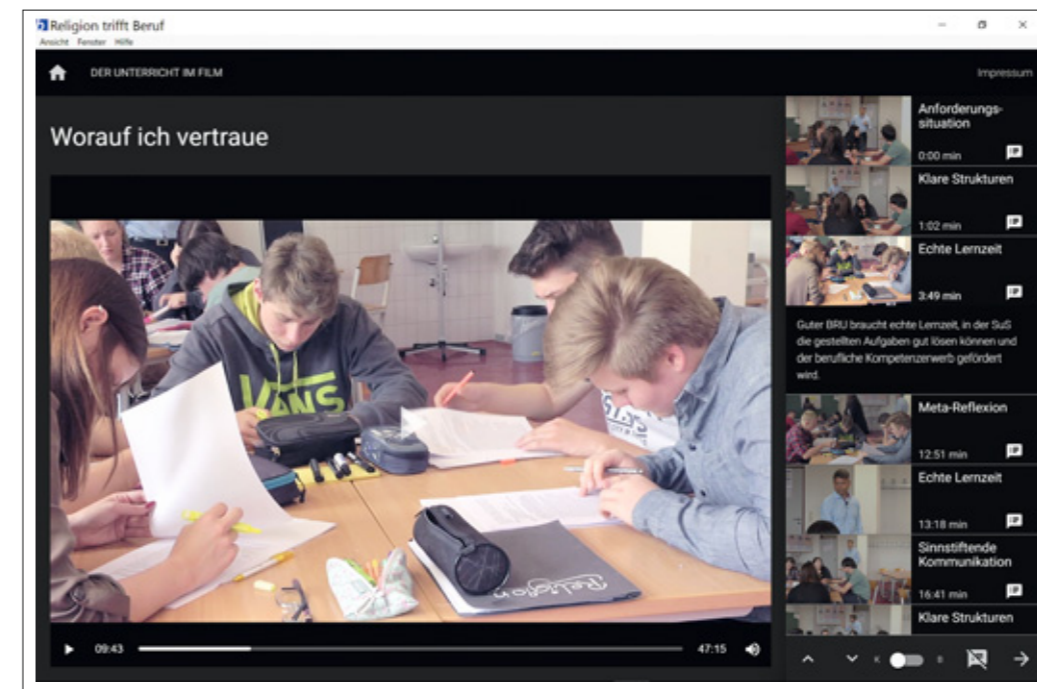 Religion trifft Beruf
Ansicht Fenster Hilfe
DER UNTERRICHT IM FILM
Impressum
Worauf ich vertraue
VANS
Religion
09:43
47:15
Anforderungs-
situation
0:00 min
Klare Strukturen
1:02 min
Echte Lernzeit
3:49 min
Guter BRU braucht echte Lernzeit, in der SuS
die gestellten Aufgaben gut lösen können und
der berufliche Kompetenzerwerb gefördert
wird.
Meta-Reflexion
12:51 min
Echte Lernzeit
13:18 min
Sinnstiftende
Kommunikation
16:41 min
Klare Strukturen
K B